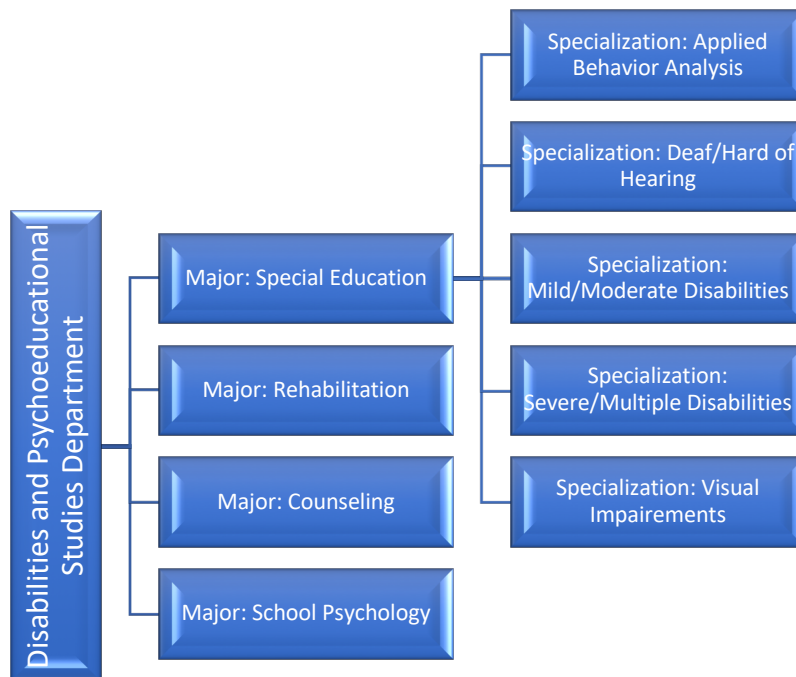 Disabilities and Psychoeducational
Studies Department
Major: Special Education
Major: Rehabilitation
Major: Counseling
Major: School Psychology
Specialization: Applied
Behavior Analysis
Specialization: Deaf/Hard of
Hearing
Specialization:
Mild/Moderate Disabilities
Specialization:
Severe/Multiple Disabilities
Specialization: Visual
Impairements